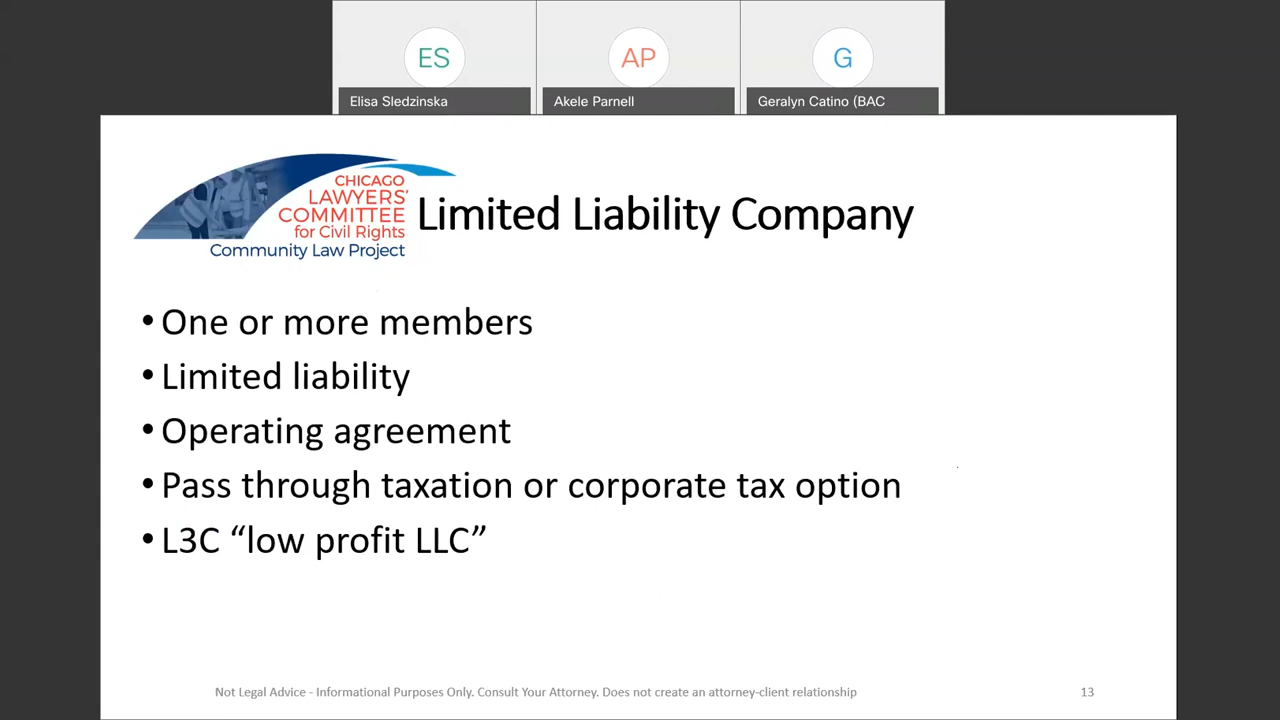 ES
AP
G
Elisa Sledzinska
Akele Parnell
Geralyn Catino (BAC
CHICAGO
LAWYERS'
COMMITTEE
for Civil Rights
Community Law Project
Limited Liability Company
• One or more members
• Limited liability
• Operating agreement
• Pass through taxation or corporate tax option
• L3C “low profit LLC”
Not Legal Advice - Informational Purposes Only. Consult Your Attorney. Does not create an attorney-client relationship
13